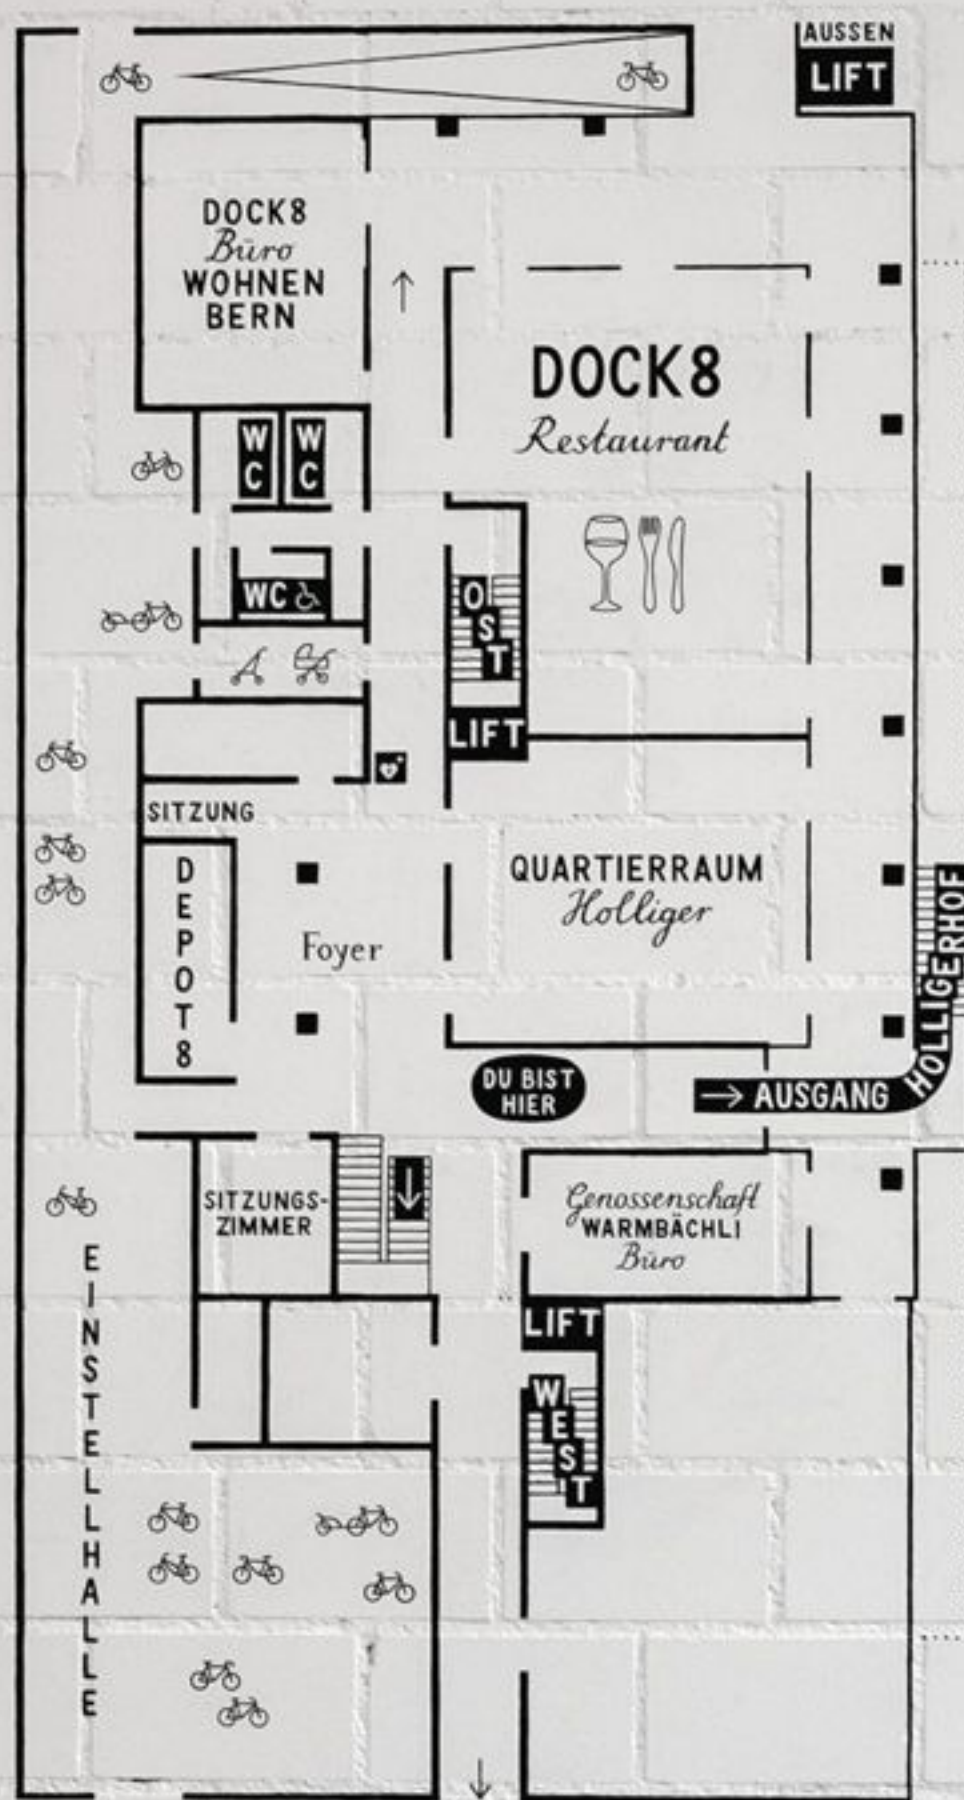 AUSSEN
LIFT
DOCK8
Büro
WOHNEN
BERN
DOCK8
Restaurant
WC
WC
WC
OST
LIFT
SITZUNG
DEPOT8
Foyer
QUARTIERRAUM
Holliger
DU BIST
HIER
→ AUSGANG HOLLIGERHOF
SITZUNGS-
ZIMMER
Genossenschaft
WARMBÄCHLI
Büro
LIFT
WEST
EINSTELLHALLE